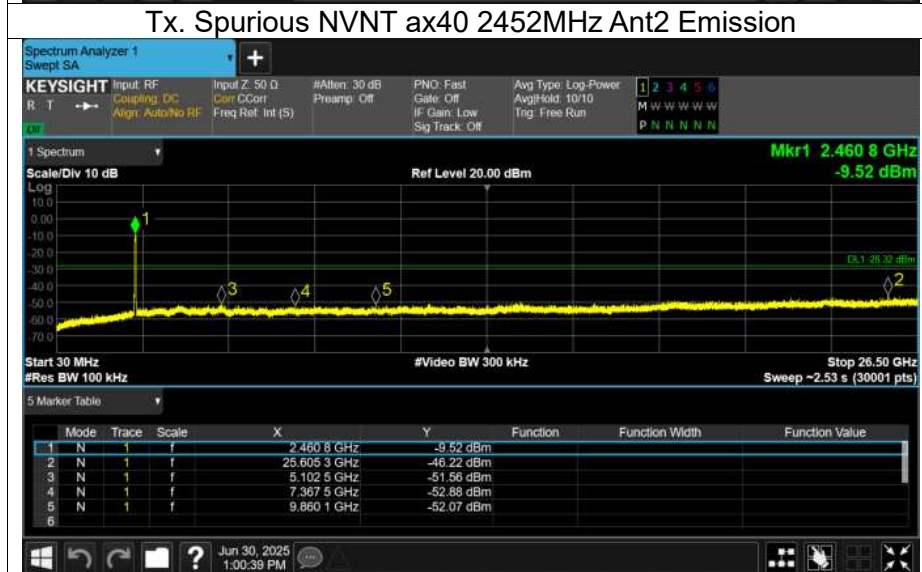 Tx. Spurious NVNT ax40 2452MHz Ant2 Emission
Spectrum Analyzer 1
Swept SA
+
KEYSIGHT Input: RF Input Z: 50 Ω #Atten: 30 dB PNO: Fast Avg Type: Log-Power 1 2 3 4 5 6
R T Coupling: DC Corr CCorr Preamp: Off Gate: Off Avg|Hold: 10/10 M W W W W W
Align: Auto/No RF Freq Ref: Int (S) IF Gain: Low Trig: Free Run
Sig Track: Off P N N N N N
1 Spectrum Mkr1 2.460 8 GHz
Scale/Div 10 dB Ref Level 20.00 dBm -9.52 dBm
Log
10.0
0.00 1
-10.0
-20.0
DL1 -28.32 dBm
-30.0
-40.0 3 4 5 2
-50.0
-60.0
-70.0
Start 30 MHz #Video BW 300 kHz Stop 26.50 GHz
#Res BW 100 kHz Sweep ~2.53 s (30001 pts)
5 Marker Table
Mode Trace Scale X Y Function Function Width Function Value
1 N 1 f 2.460 8 GHz -9.52 dBm
2 N 1 f 25.605 3 GHz -46.22 dBm
3 N 1 f 5.102 5 GHz -51.56 dBm
4 N 1 f 7.367 5 GHz -52.88 dBm
5 N 1 f 9.860 1 GHz -52.07 dBm
6
? Jun 30, 2025
1:00:39 PM